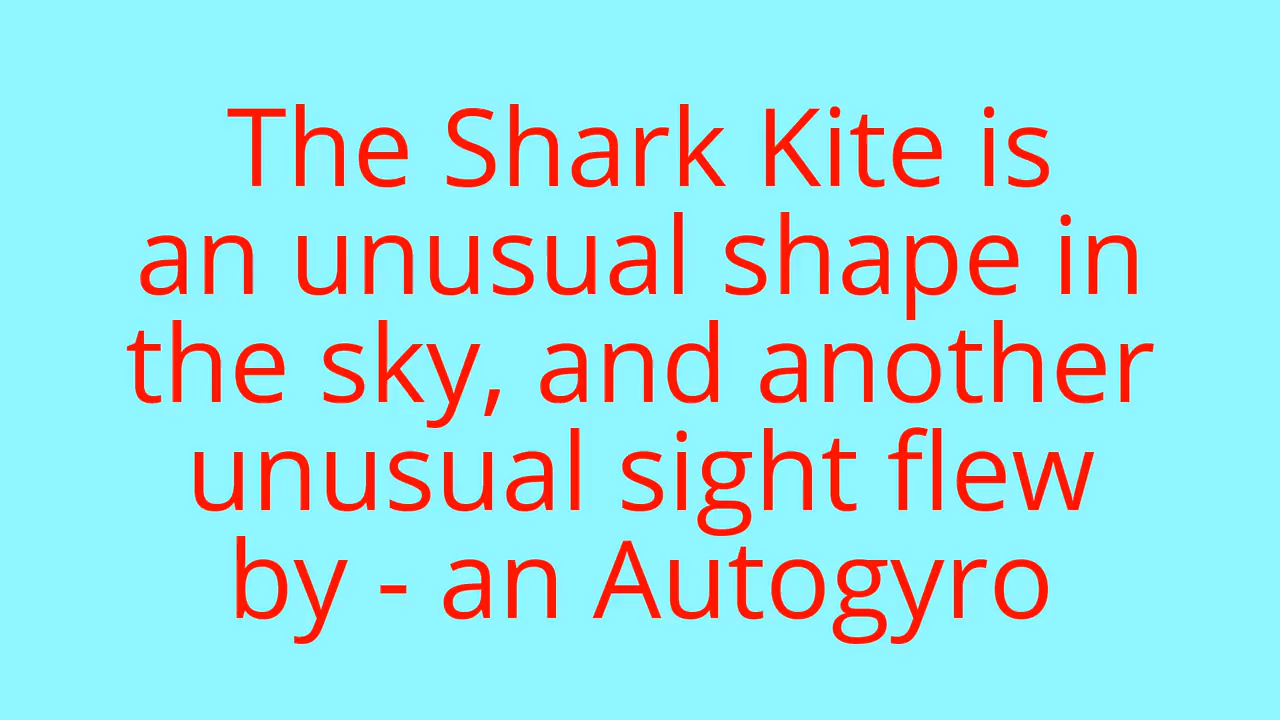 The Shark Kite is
an unusual shape in
the sky, and another
unusual sight flew
by - an Autogyro